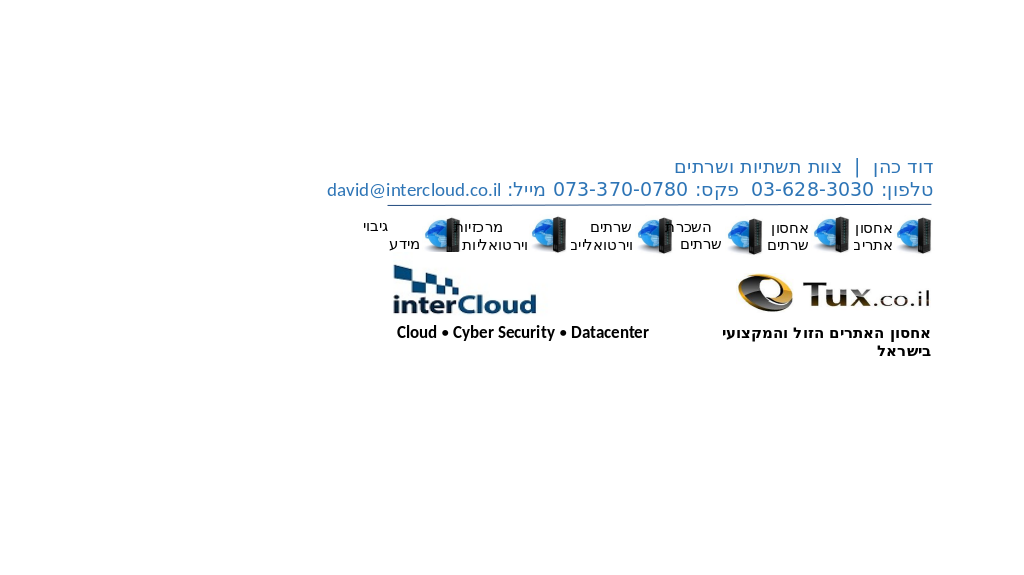 דוד כהן | צוות תשתיות ושרתים
טלפון: 03-628-3030 פקס: 073-370-0780 מייל: david@intercloud.co.il
אחסון
אתרים
אחסון
שרתים
השכרת
שרתים
שרתים
וירטואליים
מרכזיות
וירטואליות
גיבוי
מידע
Tux.co.il
אחסון האתרים הזול והמקצועי
בישראל
interCloud
Cloud • Cyber Security • Datacenter